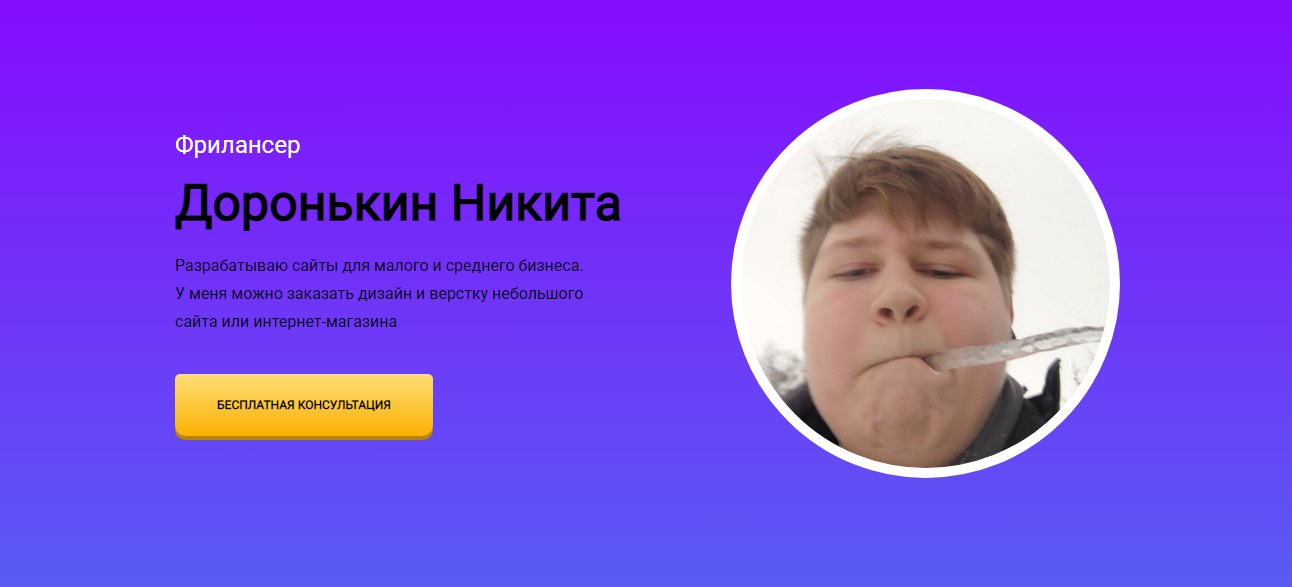 Фрилансер
Доронькин Никита
Разрабатываю сайты для малого и среднего бизнеса.
У меня можно заказать дизайн и верстку небольшого
сайта или интернет-магазина
БЕСПЛАТНАЯ КОНСУЛЬТАЦИЯ